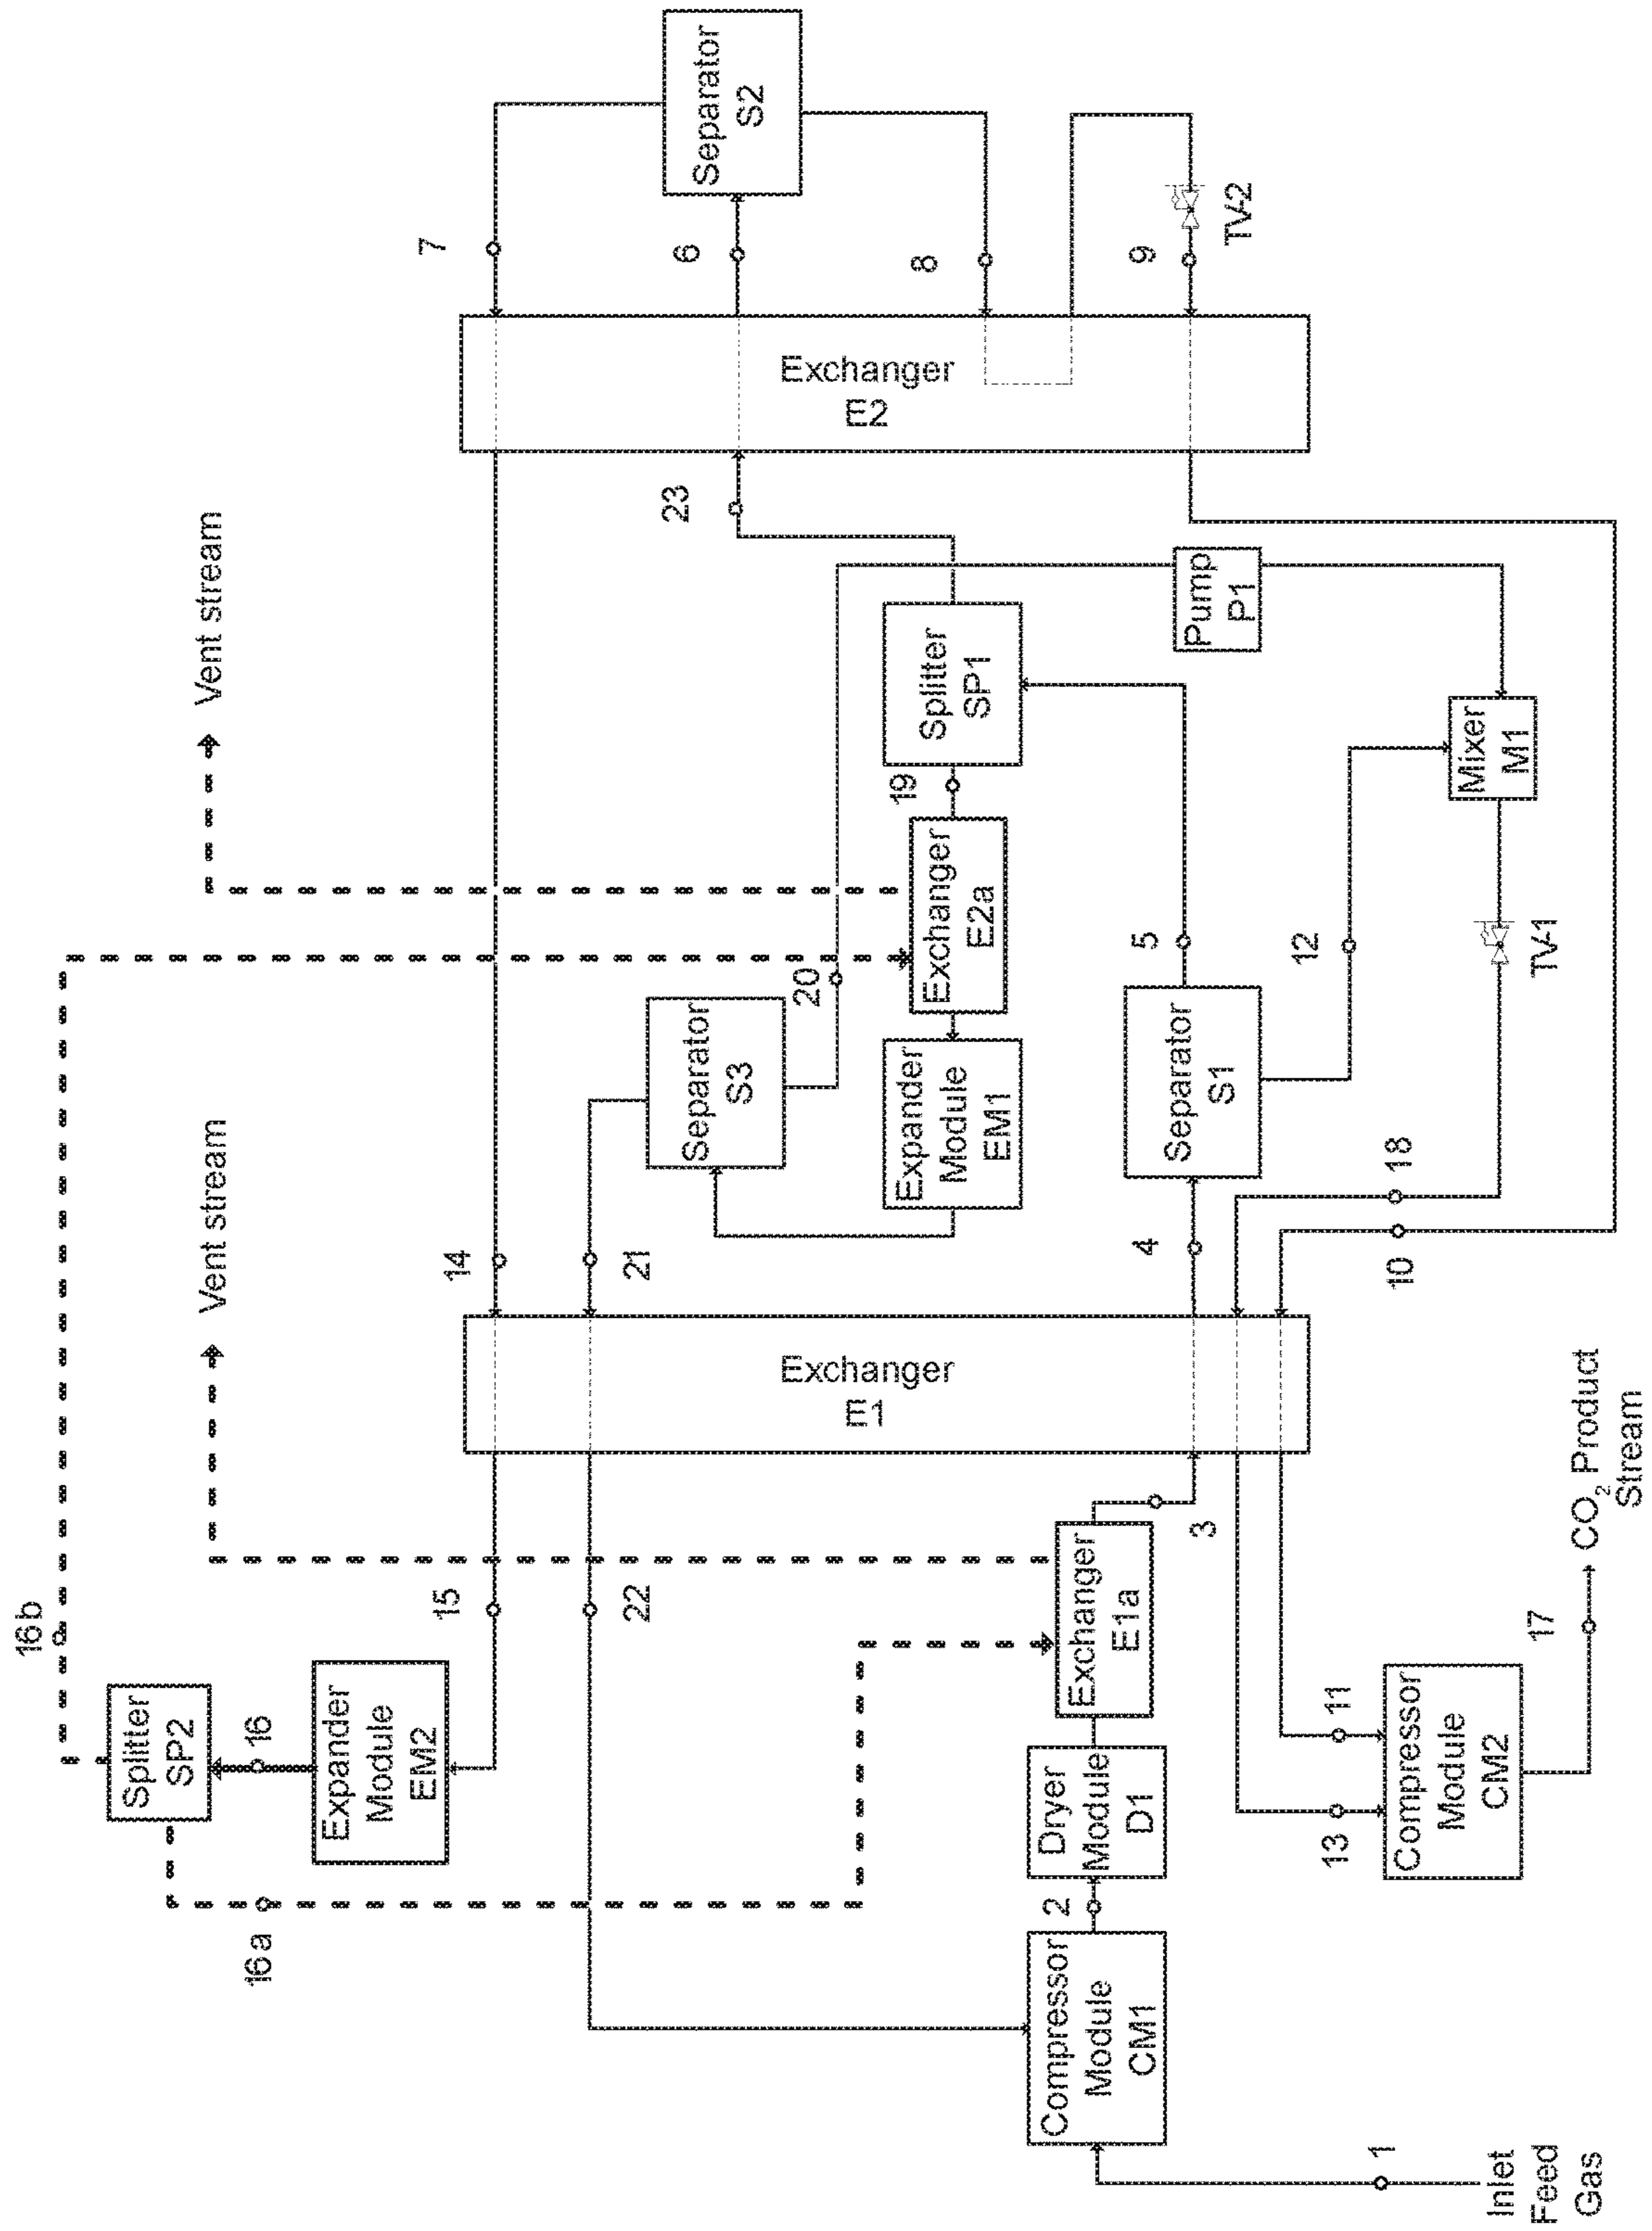 Inlet
Feed
Gas
1
Compressor
Module
CM1
2
Dryer
Module
D1
Exchanger
E1a
3
16a
Splitter
SP2
16b
16
Expander
Module
EM2
15
22
13
11
Compressor
Module
CM2
17
CO2 Product
Stream
Exchanger
E1
Vent stream
14
21
4
10
18
Separator
S3
20
Expander
Module
EM1
Exchanger
E2a
19
Separator
S1
5
12
TV-1
Mixer
M1
Splitter
SP1
Pump
P1
Vent stream
23
Exchanger
E2
7
6
8
9
TV-2
Separator
S2